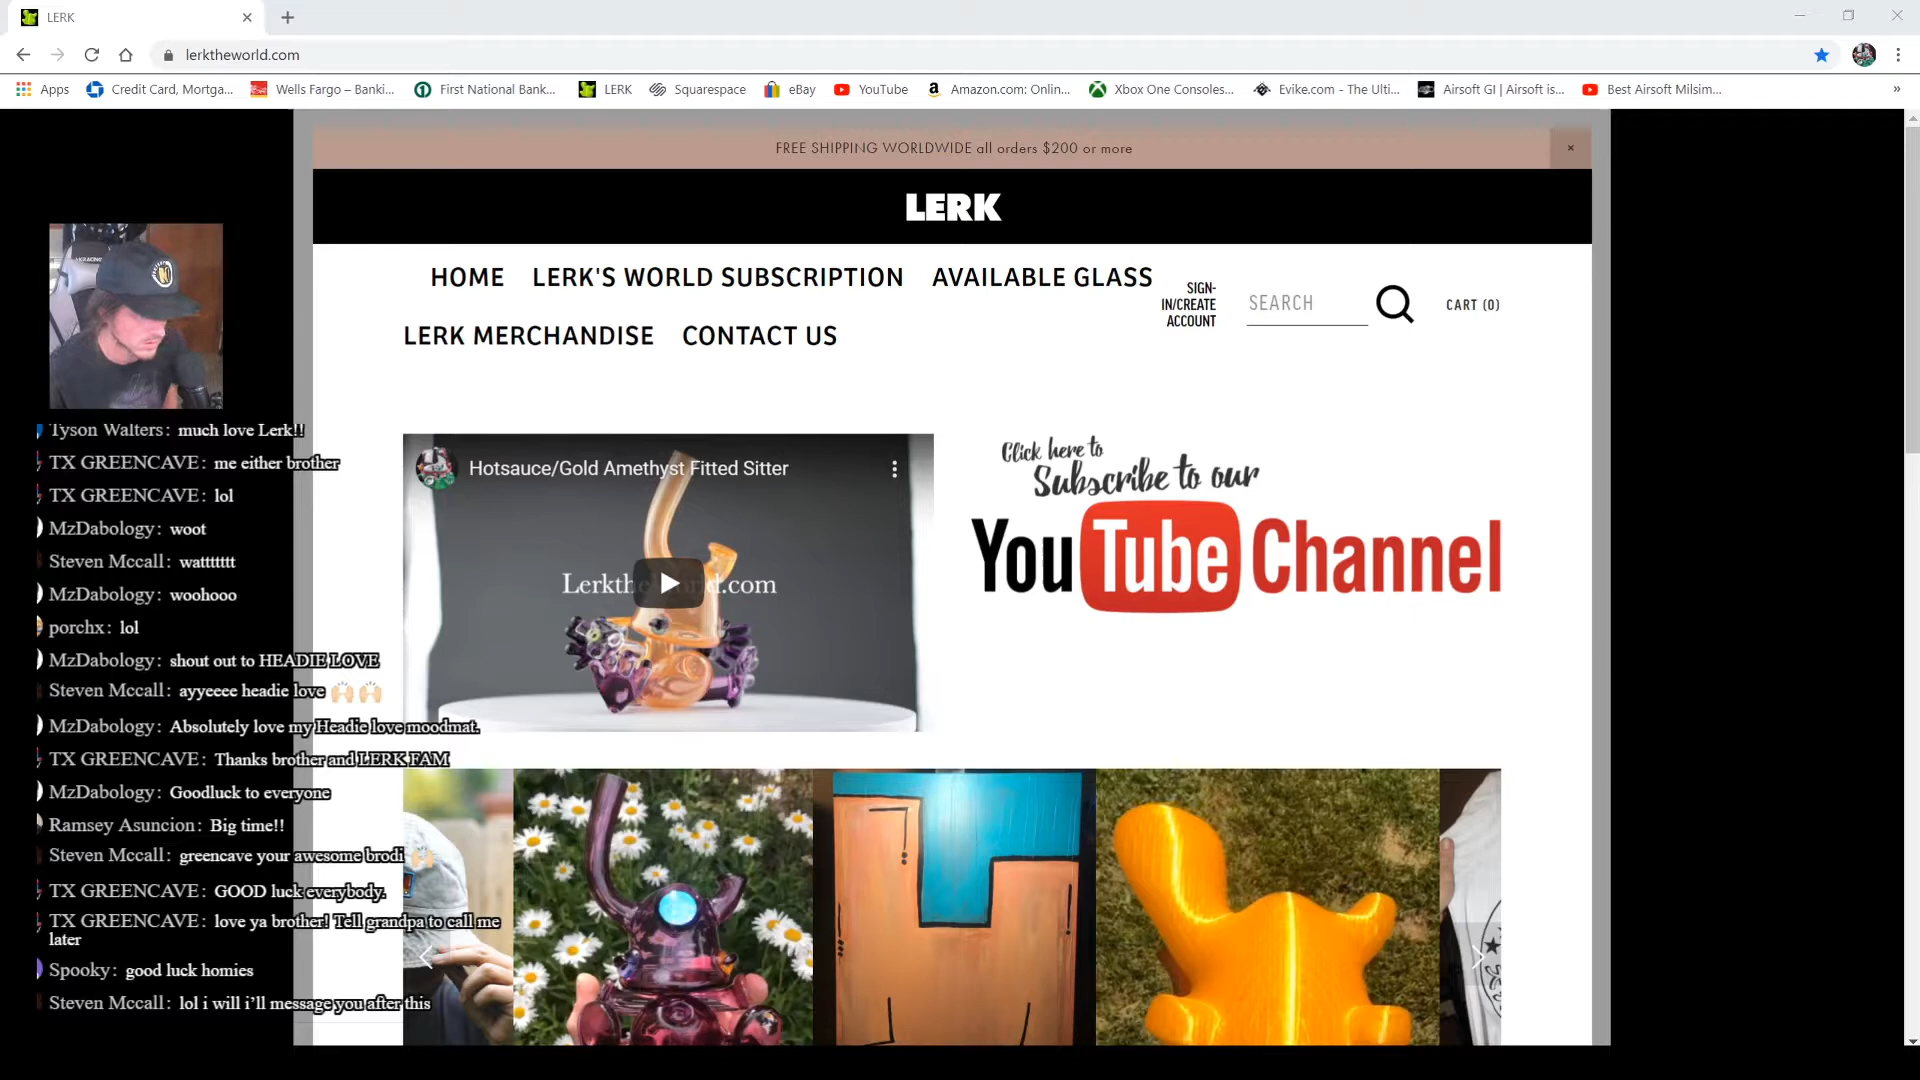 LERK
lerktheworld.com
Apps
Credit Card, Mortga...
Wells Fargo – Banki...
First National Bank...
LERK
Squarespace
eBay
YouTube
Amazon.com: Onlin...
Xbox One Consoles...
Evike.com - The Ulti...
Airsoft GI | Airsoft is...
Best Airsoft Milsim...
»
FREE SHIPPING WORLDWIDE all orders $200 or more
LERK
HOME LERK'S WORLD SUBSCRIPTION AVAILABLE GLASS
LERK MERCHANDISE CONTACT US
SIGN-
IN/CREATE
ACCOUNT
SEARCH
CART (0)
Hotsauce/Gold Amethyst Fitted Sitter
Click here to
Subscribe to our
YouTube Channel
Tyson Walters: much love Lerk!!
TX GREENCAVE: me either brother
TX GREENCAVE: lol
MzDabology: woot
Steven Mccall: wattttttt
MzDabology: woohooo
porchx: lol
MzDabology: shout out to HEADIE LOVE
Steven Mccall: ayyeeee headie love 🙌🏻 🙌🏻
MzDabology: Absolutely love my Headie love moodmat.
TX GREENCAVE: Thanks brother and LERK FAM
MzDabology: Goodluck to everyone
Ramsey Asuncion: Big time!!
Steven Mccall: greencave your awesome brodi 🙌🏻
TX GREENCAVE: GOOD luck everybody.
TX GREENCAVE: love ya brother! Tell grandpa to call me
later
Spooky: good luck homies
Steven Mccall: lol i will i’ll message you after this